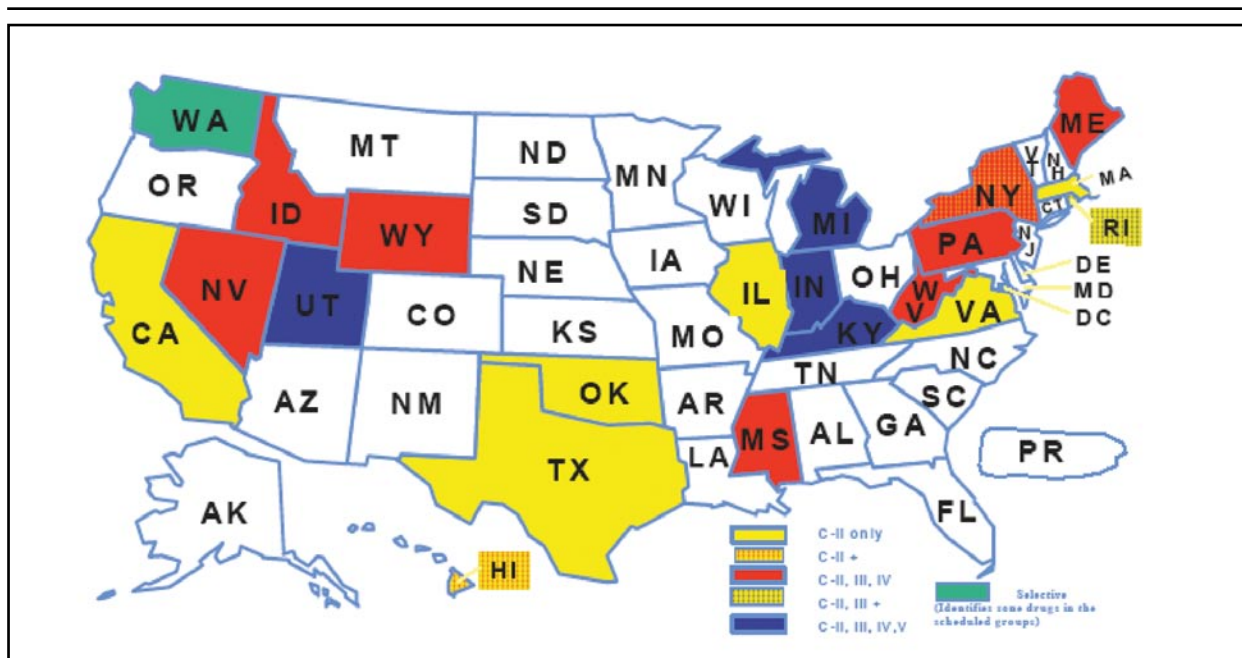 WA
MT
ND
MN
ME
VT
NH
MA
OR
ID
WY
SD
WI
MI
NY
CT
RI
NV
UT
CO
NE
IA
IL
IN
OH
PA
NJ
DE
MD
DC
CA
KS
MO
KY
WV
VA
AZ
NM
OK
AR
TN
NC
SC
TX
LA
MS
AL
GA
PR
AK
HI
FL
C-II only
C-II +
C-II, III, IV
C-II, III +
C-II, III, IV,V
Selective
(Identifies some drugs in the
scheduled groups)